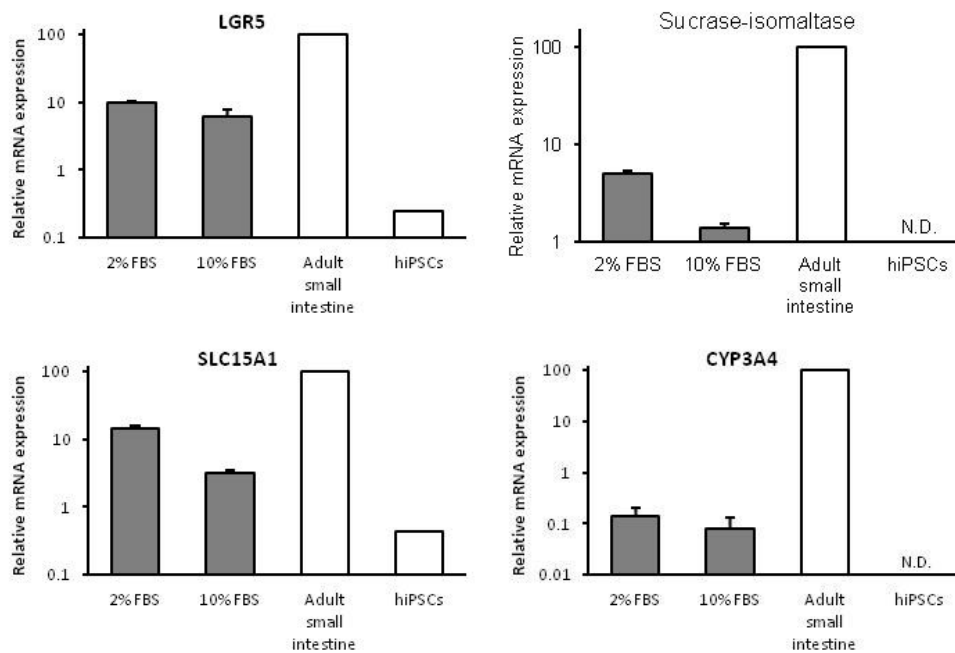 LGR5
Relative mRNA expression
100
10
1
0.1
2% FBS
10% FBS
Adult
small
intestine
hiPSCs
Sucrase-isomaltase
Relative mRNA expression
100
10
1
N.D.
2% FBS
10% FBS
Adult
small
intestine
hiPSCs
SLC15A1
Relative mRNA expression
100
10
1
0.1
2% FBS
10% FBS
Adult
small
intestine
hiPSCs
CYP3A4
Relative mRNA expression
100
10
1
0.1
0.01
N.D.
2% FBS
10% FBS
Adult
small
intestine
hiPSCs